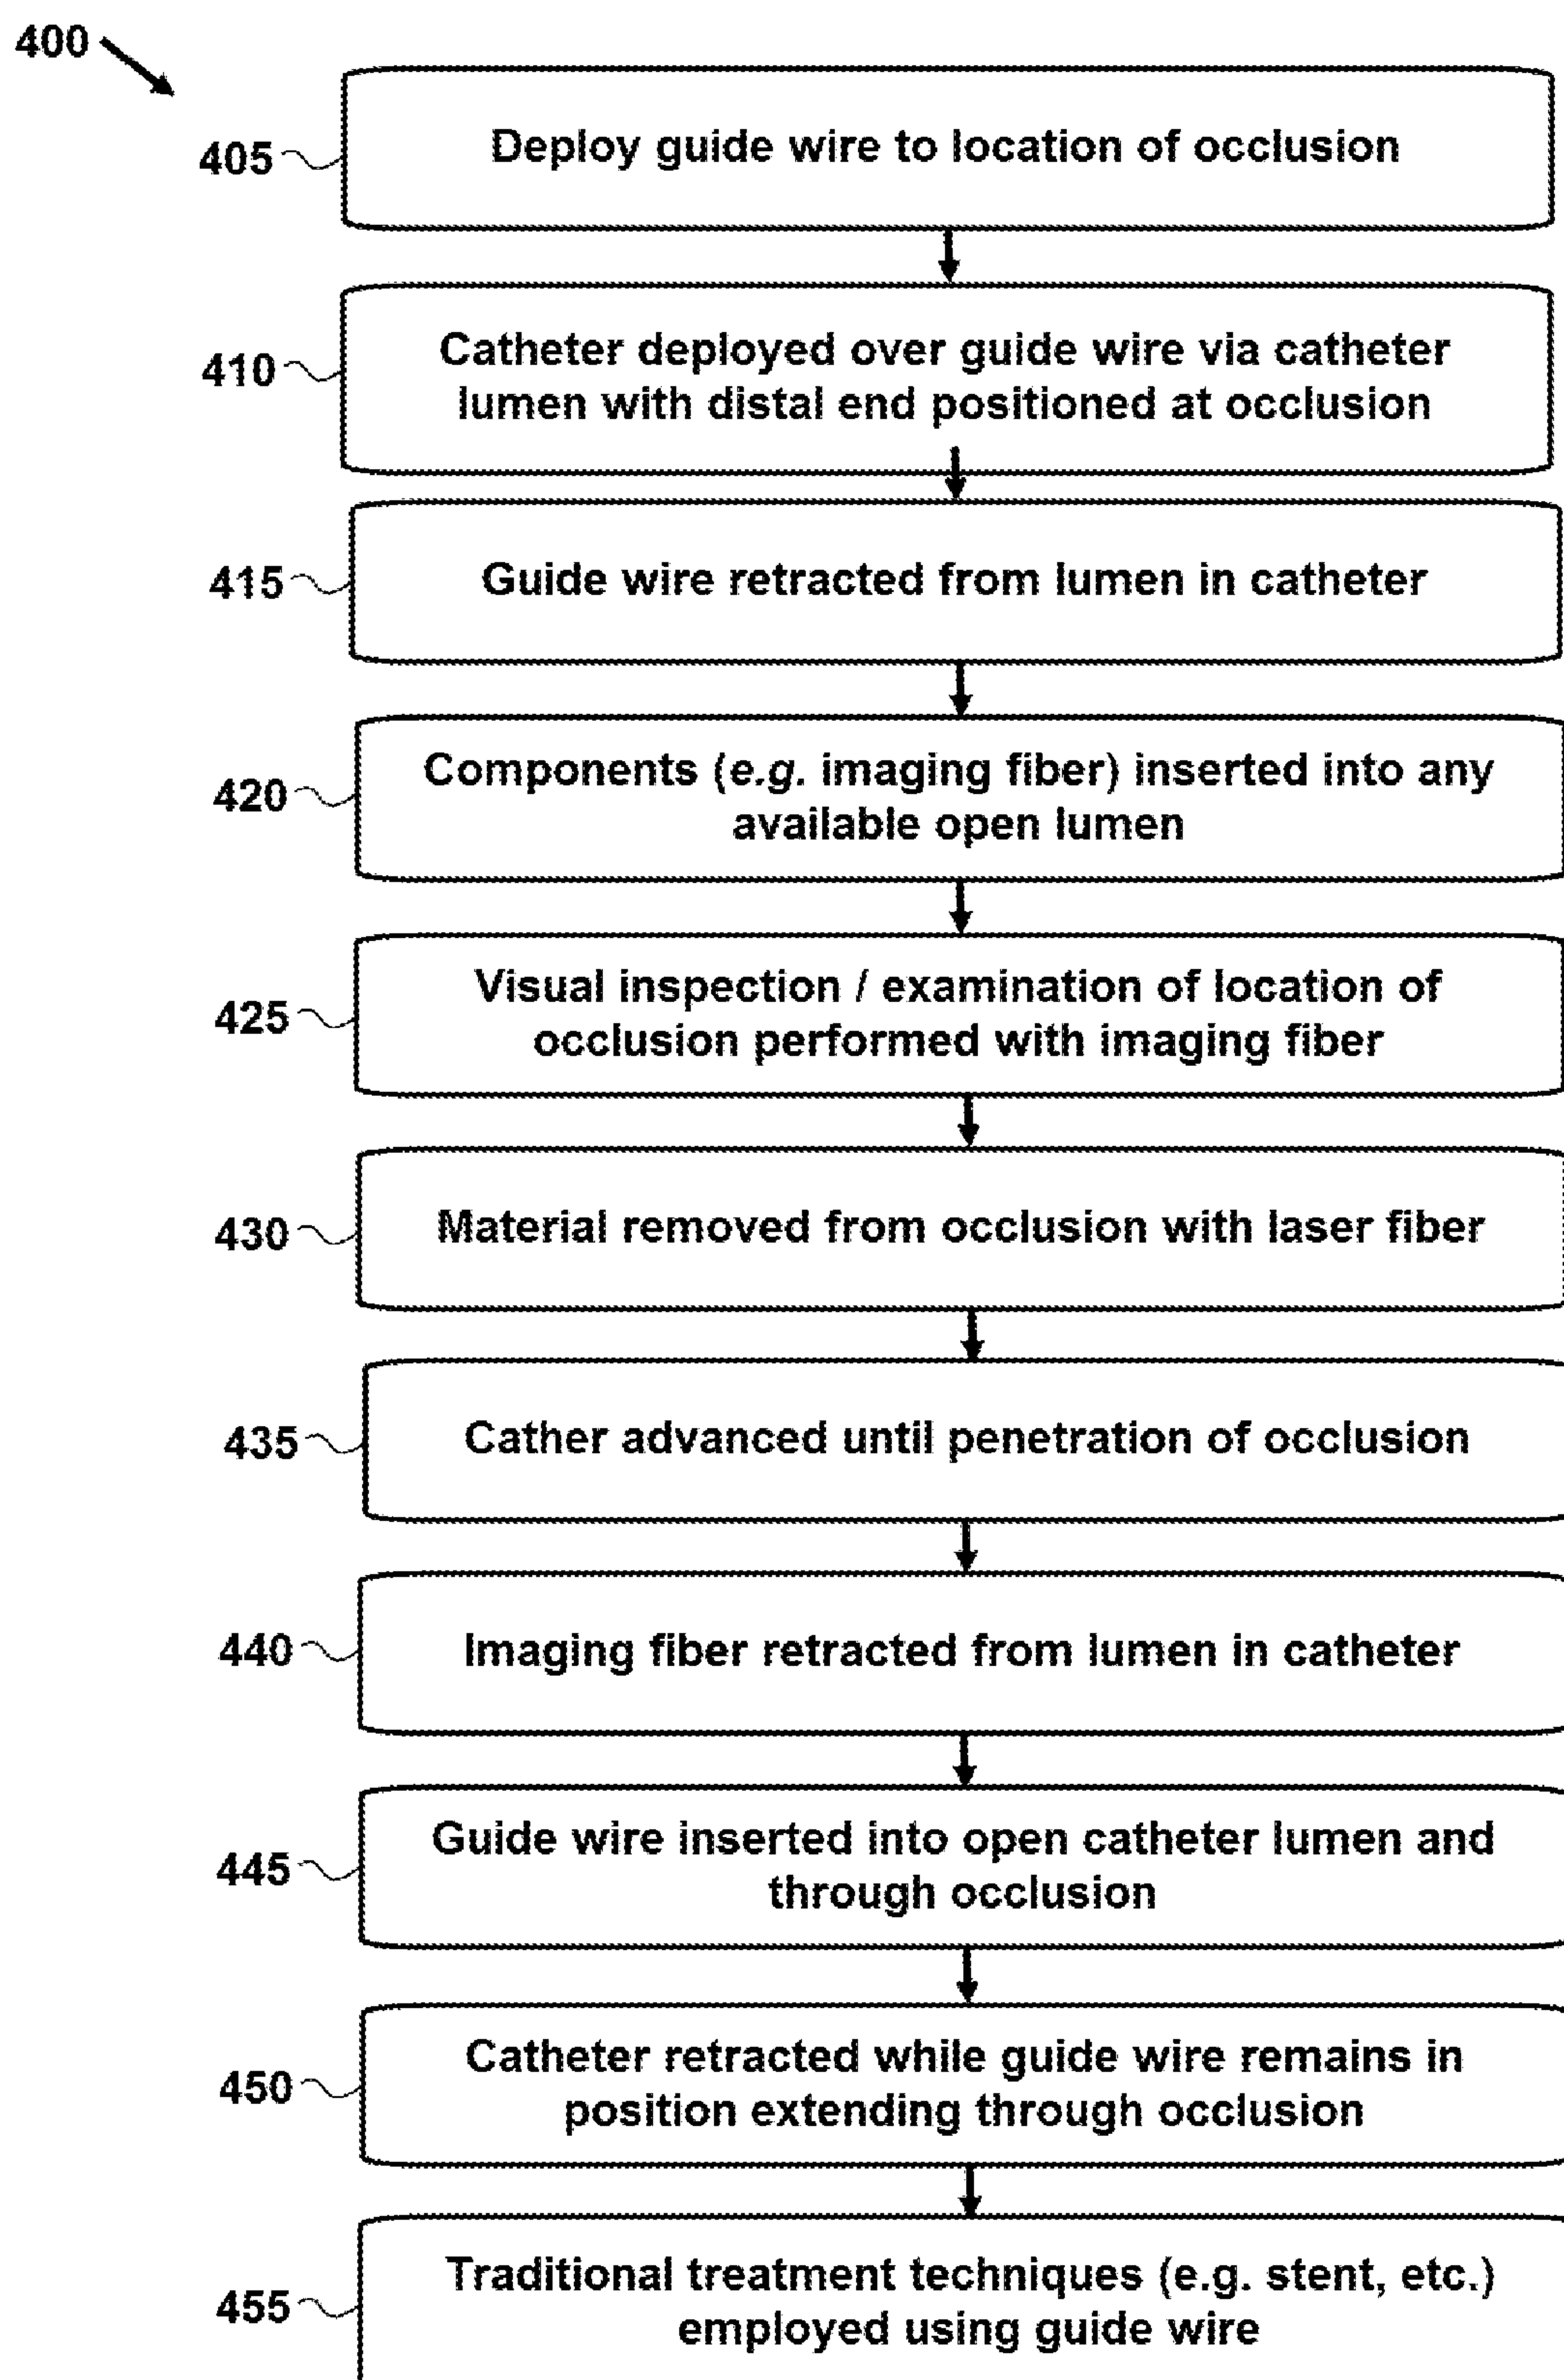 400
405 Deploy guide wire to location of occlusion
410 Catheter deployed over guide wire via catheter
lumen with distal end positioned at occlusion
415 Guide wire retracted from lumen in catheter
420 Components (e.g. imaging fiber) inserted into any
available open lumen
425 Visual inspection / examination of location of
occlusion performed with imaging fiber
430 Material removed from occlusion with laser fiber
435 Cather advanced until penetration of occlusion
440 Imaging fiber retracted from lumen in catheter
445 Guide wire inserted into open catheter lumen and
through occlusion
450 Catheter retracted while guide wire remains in
position extending through occlusion
455 Traditional treatment techniques (e.g. stent, etc.)
employed using guide wire